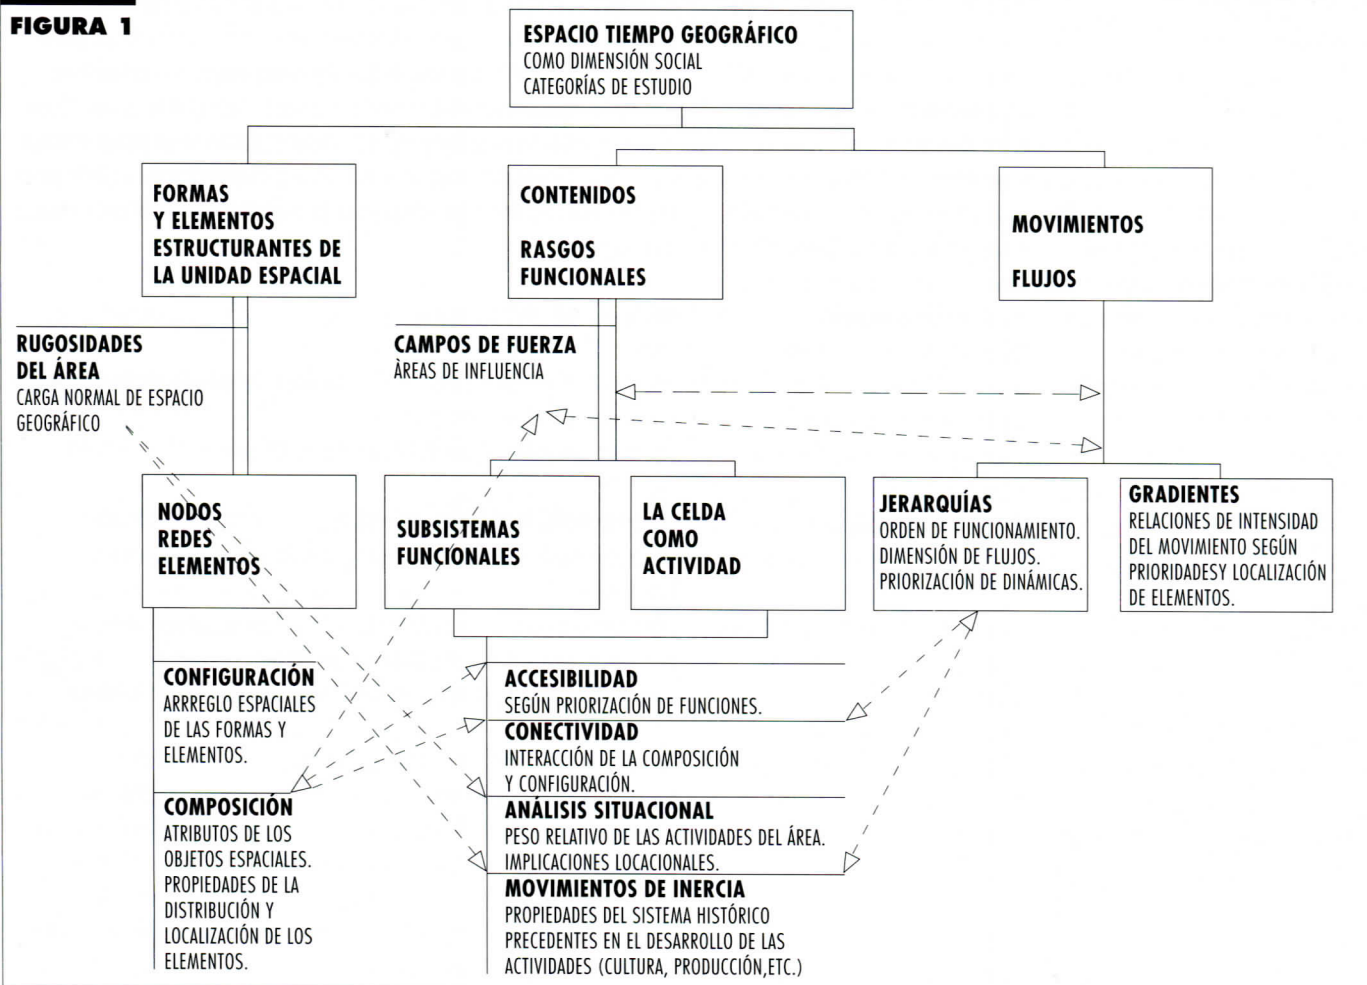 FIGURA 1
ESPACIO TIEMPO GEOGRÁFICO
COMO DIMENSIÓN SOCIAL
CATEGORÍAS DE ESTUDIO
FORMAS
Y ELEMENTOS
ESTRUCTURANTES DE
LA UNIDAD ESPACIAL
CONTENIDOS
RASGOS
FUNCIONALES
MOVIMIENTOS
FLUJOS
RUGOSIDADES
DEL ÁREA
CARGA NORMAL DE ESPACIO
GEOGRÁFICO
CAMPOS DE FUERZA
ÀREAS DE INFLUENCIA
NODOS
REDES
ELEMENTOS
SUBSISTEMAS
FUNCIONALES
LA CELDA
COMO
ACTIVIDAD
JERARQUÍAS
ORDEN DE FUNCIONAMIENTO.
DIMENSIÓN DE FLUJOS.
PRIORIZACIÓN DE DINÁMICAS.
GRADIENTES
RELACIONES DE INTENSIDAD
DEL MOVIMIENTO SEGÚN
PRIORIDADESY LOCALIZACIÓN
DE ELEMENTOS.
CONFIGURACIÓN
ARRREGLO ESPACIALES
DE LAS FORMAS Y
ELEMENTOS.
COMPOSICIÓN
ATRIBUTOS DE LOS
OBJETOS ESPACIALES.
PROPIEDADES DE LA
DISTRIBUCIÓN Y
LOCALIZACIÓN DE LOS
ELEMENTOS.
ACCESIBILIDAD
SEGÚN PRIORIZACIÓN DE FUNCIONES.
CONECTIVIDAD
INTERACCIÓN DE LA COMPOSICIÓN
Y CONFIGURACIÓN.
ANÁLISIS SITUACIONAL
PESO RELATIVO DE LAS ACTIVIDADES DEL ÁREA.
IMPLICACIONES LOCACIONALES.
MOVIMIENTOS DE INERCIA
PROPIEDADES DEL SISTEMA HISTÓRICO
PRECEDENTES EN EL DESARROLLO DE LAS
ACTIVIDADES (CULTURA, PRODUCCIÓN,ETC.)